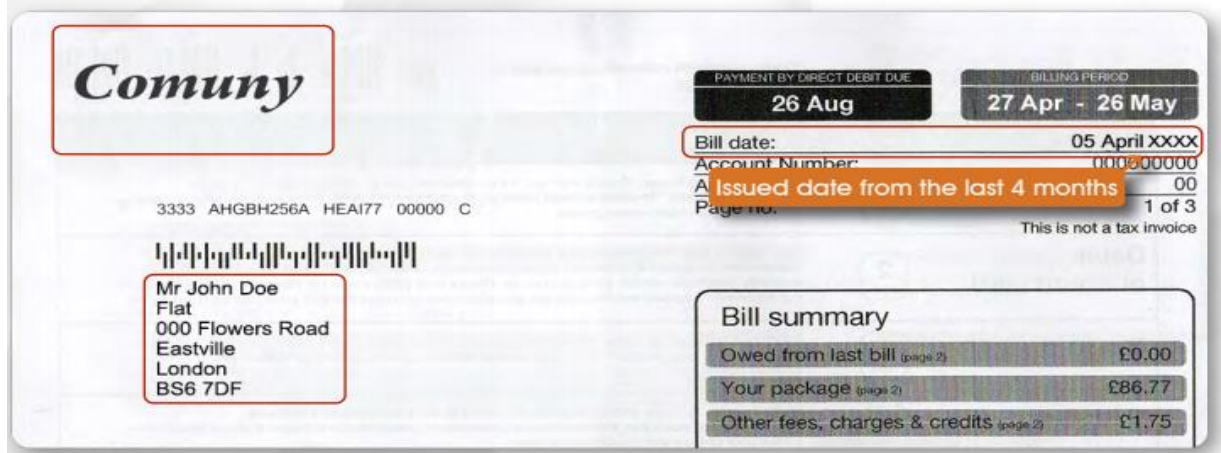 Comuny
PAYMENT BY DIRECT DEBIT DUE
26 Aug
BILLING PERIOD
27 Apr - 26 May
Bill date: 05 April XXXX
Account Number: 000000000
A 00
Issued date from the last 4 months
Page no. 1 of 3
This is not a tax invoice
3333 AHGBH256A HEAI77 00000 C
Mr John Doe
Flat
000 Flowers Road
Eastville
London
BS6 7DF
Bill summary
Owed from last bill (page 2) £0.00
Your package (page 2) £86.77
Other fees, charges & credits (page 2) £1.75